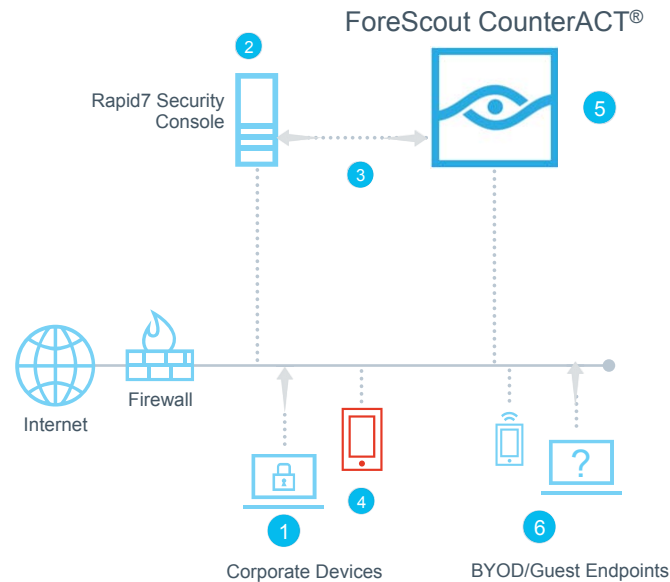 ForeScout CounterACT®
2
Rapid7 Security
Console
5
3
Internet
Firewall
?
1
4
6
Corporate Devices
BYOD/Guest Endpoints